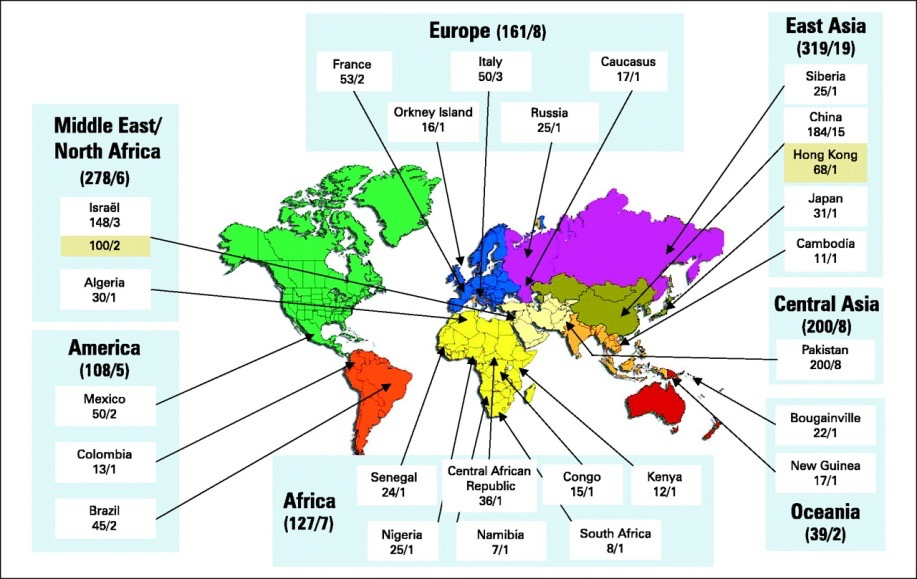 Europe (161/8)
France
53/2
Italy
50/3
Caucasus
17/1
Orkney Island
16/1
Russia
25/1
East Asia
(319/19)
Siberia
25/1
China
184/15
Hong Kong
68/1
Japan
31/1
Cambodia
11/1
Middle East/
North Africa
(278/6)
Israël
148/3
100/2
Algeria
30/1
Central Asia
(200/8)
Pakistan
200/8
America
(108/5)
Mexico
50/2
Colombia
13/1
Brazil
45/2
Bougainville
22/1
New Guinea
17/1
Oceania
(39/2)
Africa
(127/7)
Senegal
24/1
Central African
Republic
36/1
Congo
15/1
Kenya
12/1
Nigeria
25/1
Namibia
7/1
South Africa
8/1